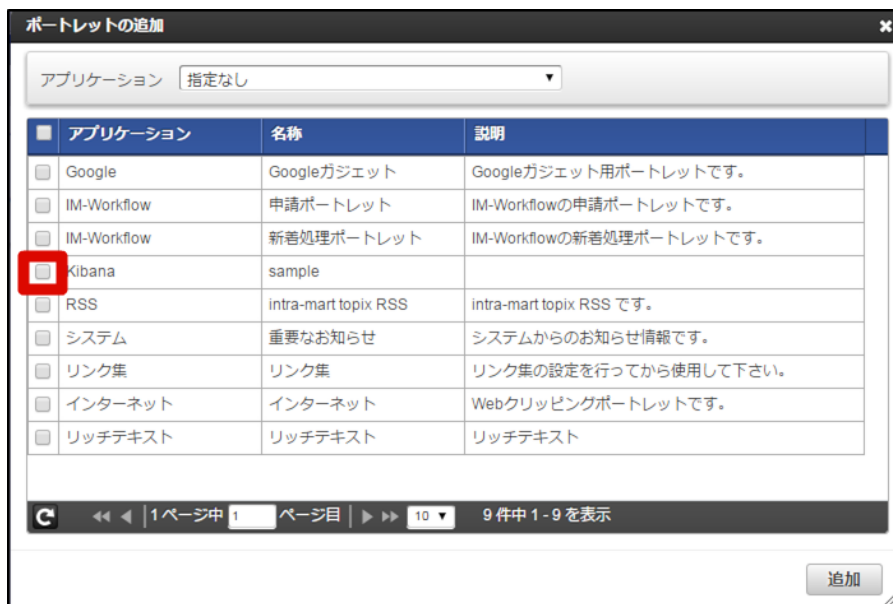 ポートレットの追加
アプリケーション 指定なし
アプリケーション 名称 説明
Google Googleガジェット Googleガジェット用ポートレットです。
IM-Workflow 申請ポートレット IM-Workflowの申請ポートレットです。
IM-Workflow 新着処理ポートレット IM-Workflowの新着処理ポートレットです。
Kibana sample
RSS intra-mart topix RSS intra-mart topix RSS です。
システム 重要なお知らせ システムからのお知らせ情報です。
リンク集 リンク集 リンク集の設定を行ってから使用して下さい。
インターネット インターネット Webクリッピングポートレットです。
リッチテキスト リッチテキスト リッチテキスト
1 ページ中 1 ページ目 10 9 件中 1 - 9 を表示
追加